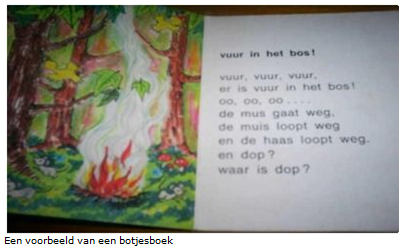 vuur in het bos!
vuur, vuur, vuur,
er is vuur in het bos!
oo, oo, oo ....
de mus gaat weg,
de muis loopt weg
en de haas loopt weg.
en dop?
waar is dop?
Een voorbeeld van een botjesboek